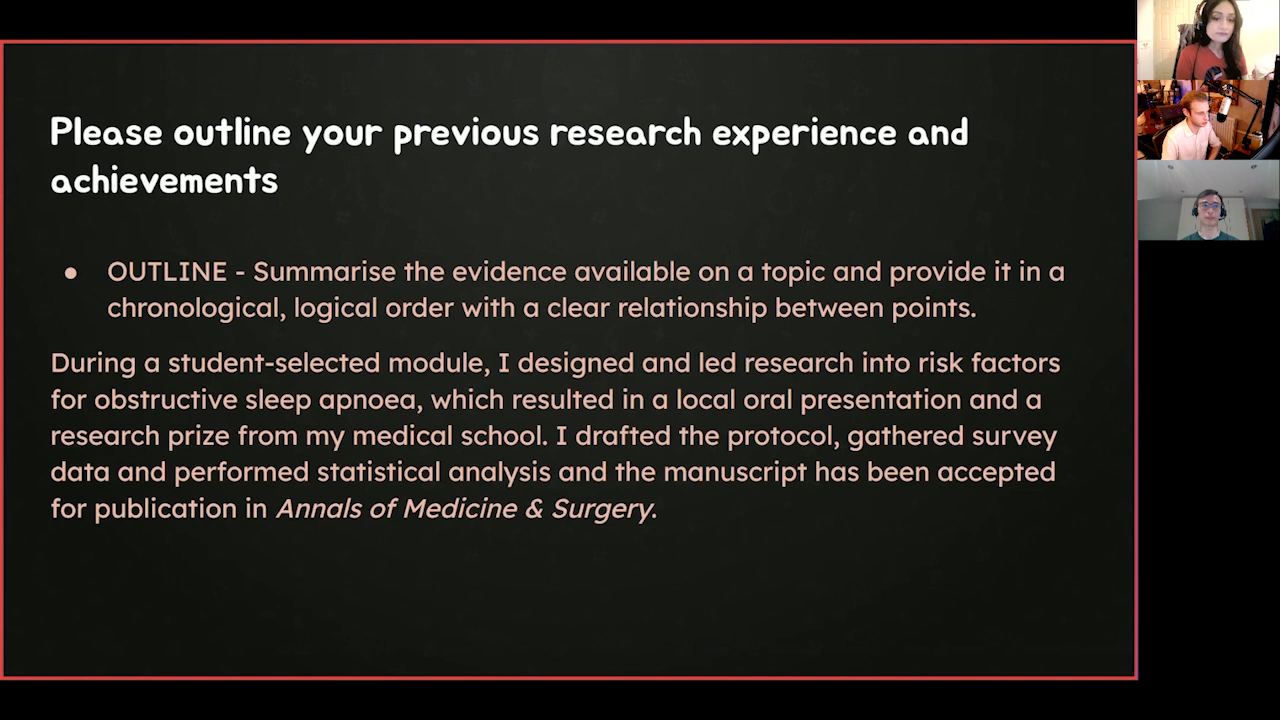 Please outline your previous research experience and
achievements
● OUTLINE - Summarise the evidence available on a topic and provide it in a
chronological, logical order with a clear relationship between points.
During a student-selected module, I designed and led research into risk factors
for obstructive sleep apnoea, which resulted in a local oral presentation and a
research prize from my medical school. I drafted the protocol, gathered survey
data and performed statistical analysis and the manuscript has been accepted
for publication in Annals of Medicine & Surgery.